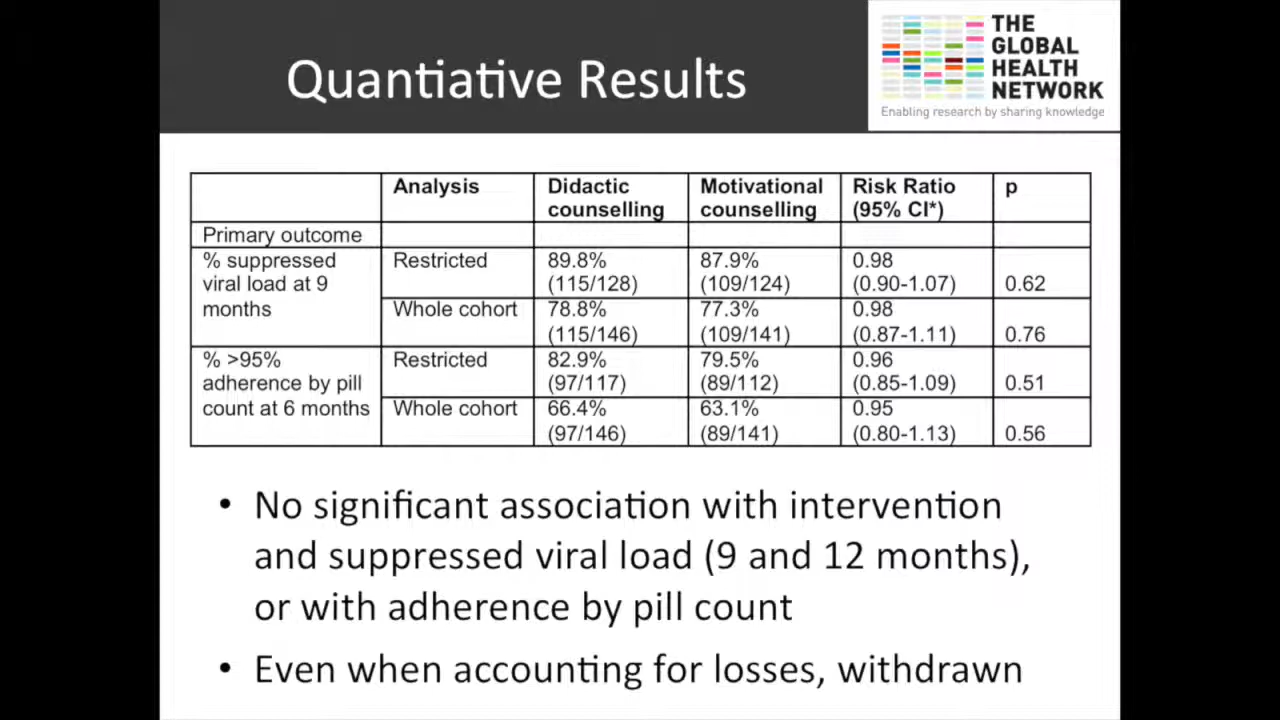 Quantiative Results
THE
GLOBAL
HEALTH
NETWORK
Enabling research by sharing knowledge
Analysis Didactic counselling Motivational counselling Risk Ratio (95% CI*) p
Primary outcome
% suppressed viral load at 9 months Restricted 89.8% (115/128) 87.9% (109/124) 0.98 (0.90-1.07) 0.62
Whole cohort 78.8% (115/146) 77.3% (109/141) 0.98 (0.87-1.11) 0.76
% >95% adherence by pill count at 6 months Restricted 82.9% (97/117) 79.5% (89/112) 0.96 (0.85-1.09) 0.51
Whole cohort 66.4% (97/146) 63.1% (89/141) 0.95 (0.80-1.13) 0.56
• No significant association with intervention
and suppressed viral load (9 and 12 months),
or with adherence by pill count
• Even when accounting for losses, withdrawn